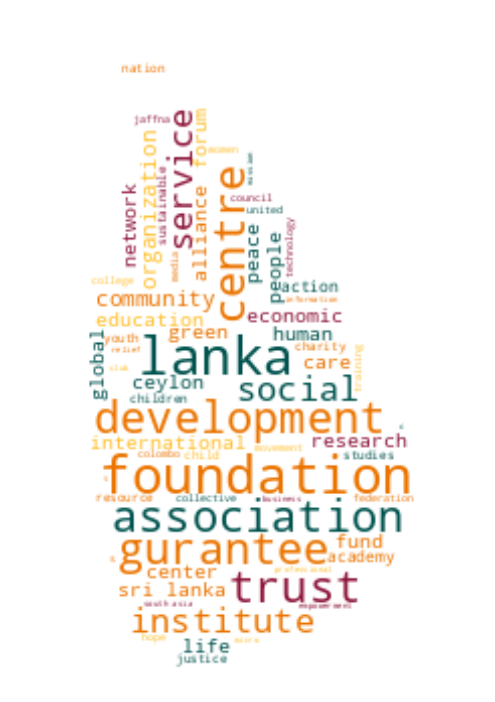 nation
jaffna
service
forum
organization
women
mission
centre
sustainable
network
alliance
council
united
peace
people
technology
media
college
action
information
community
economic
education
green
human
youth
global
lanka
charity
relief
care
training
club
ceylon
social
children
development
international
research
movement
studies
colombo
child
foundation
resource
collective
business
federation
association
gurantee
fund
academy
center
professional
sri lanka
trust
south asia
empowerment
institute
hope
micro
life
justice